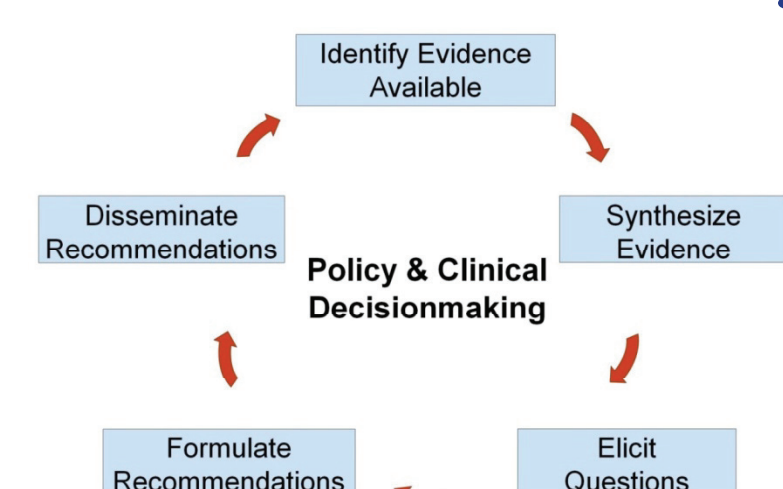 Identify Evidence
Available
Synthesize
Evidence
Elicit
Questions
Formulate
Recommendations
Disseminate
Recommendations
Policy & Clinical
Decisionmaking